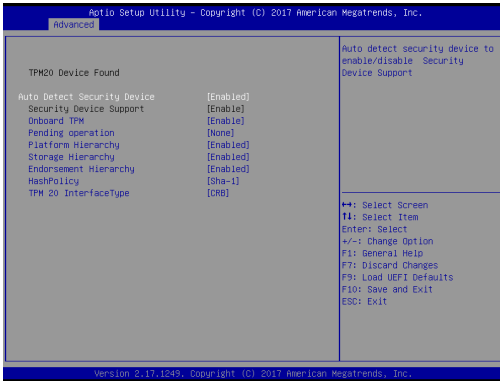 Aptio Setup Utility – Copyright (C) 2017 American Megatrends, Inc.
Advanced
TPM20 Device Found
Auto Detect Security Device [Enabled]
Security Device Support [Enable]
Onboard TPM [Enable]
Pending operation [None]
Platform Hierarchy [Enabled]
Storage Hierarchy [Enabled]
Endorsement Hierarchy [Enabled]
HashPolicy [Sha-1]
TPM 20 InterfaceType [CRB]
Auto detect security device to
enable/disable Security
Device Support
↔: Select Screen
↑↓: Select Item
Enter: Select
+/-: Change Option
F1: General Help
F7: Discard Changes
F9: Load UEFI Defaults
F10: Save and Exit
ESC: Exit
Version 2.17.1249. Copyright (C) 2017 American Megatrends, Inc.